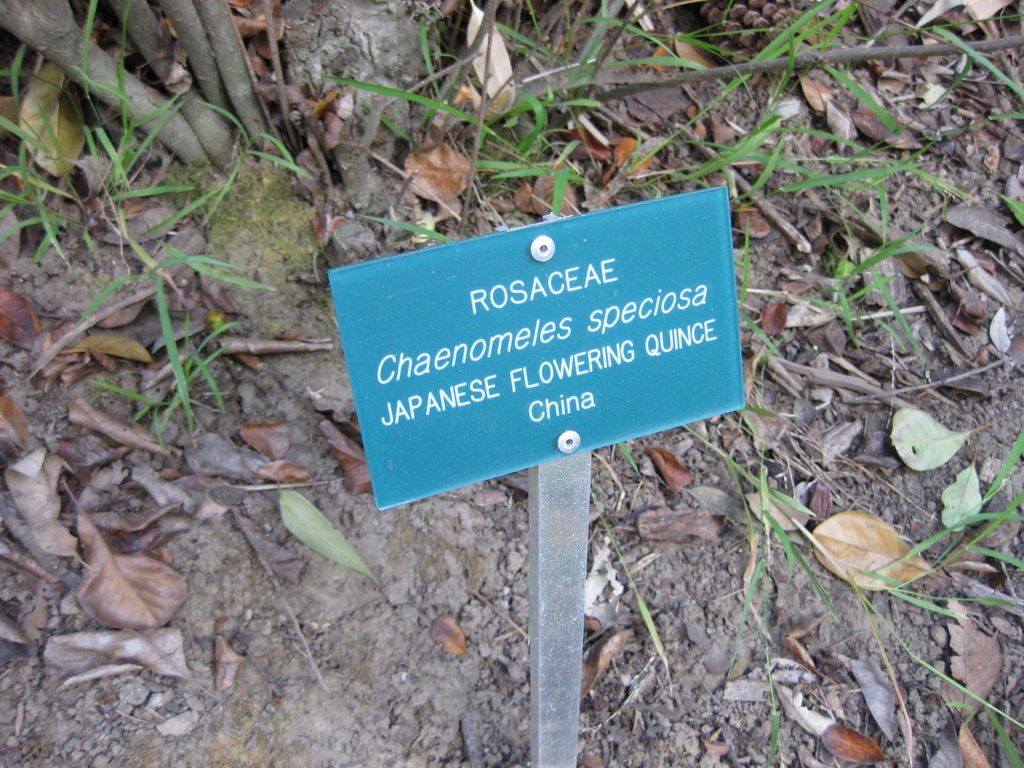 ROSACEAE
Chaenomeles speciosa
JAPANESE FLOWERING QUINCE
China